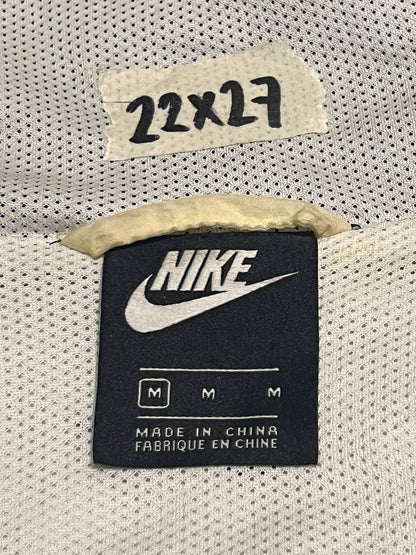 22x27
NIKE
M M M
MADE IN CHINA
FABRIQUE EN CHINE